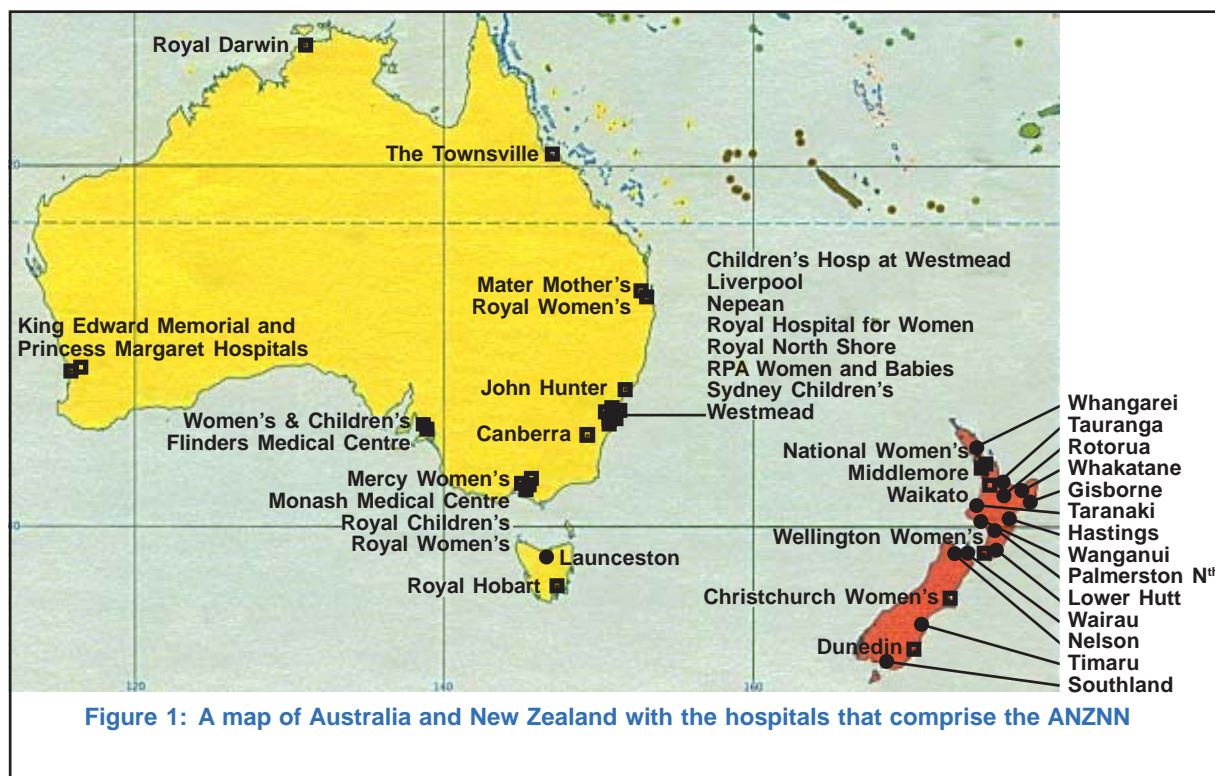 Royal Darwin
The Townsville
Mater Mother's
Royal Women's
Children's Hosp at Westmead
Liverpool
Nepean
Royal Hospital for Women
Royal North Shore
RPA Women and Babies
Sydney Children's
Westmead
King Edward Memorial and
Princess Margaret Hospitals
John Hunter
Women's & Children's
Flinders Medical Centre
Canberra
Mercy Women's
Monash Medical Centre
Royal Children's
Royal Women's
Launceston
Royal Hobart
National Women's
Middlemore
Waikato
Wellington Women's
Christchurch Women's
Dunedin
Whangarei
Tauranga
Rotorua
Whakatane
Gisborne
Taranaki
Hastings
Wanganui
Palmerston Nth
Lower Hutt
Wairau
Nelson
Timaru
Southland
20
40
120
140
160
Figure 1: A map of Australia and New Zealand with the hospitals that comprise the ANZNN